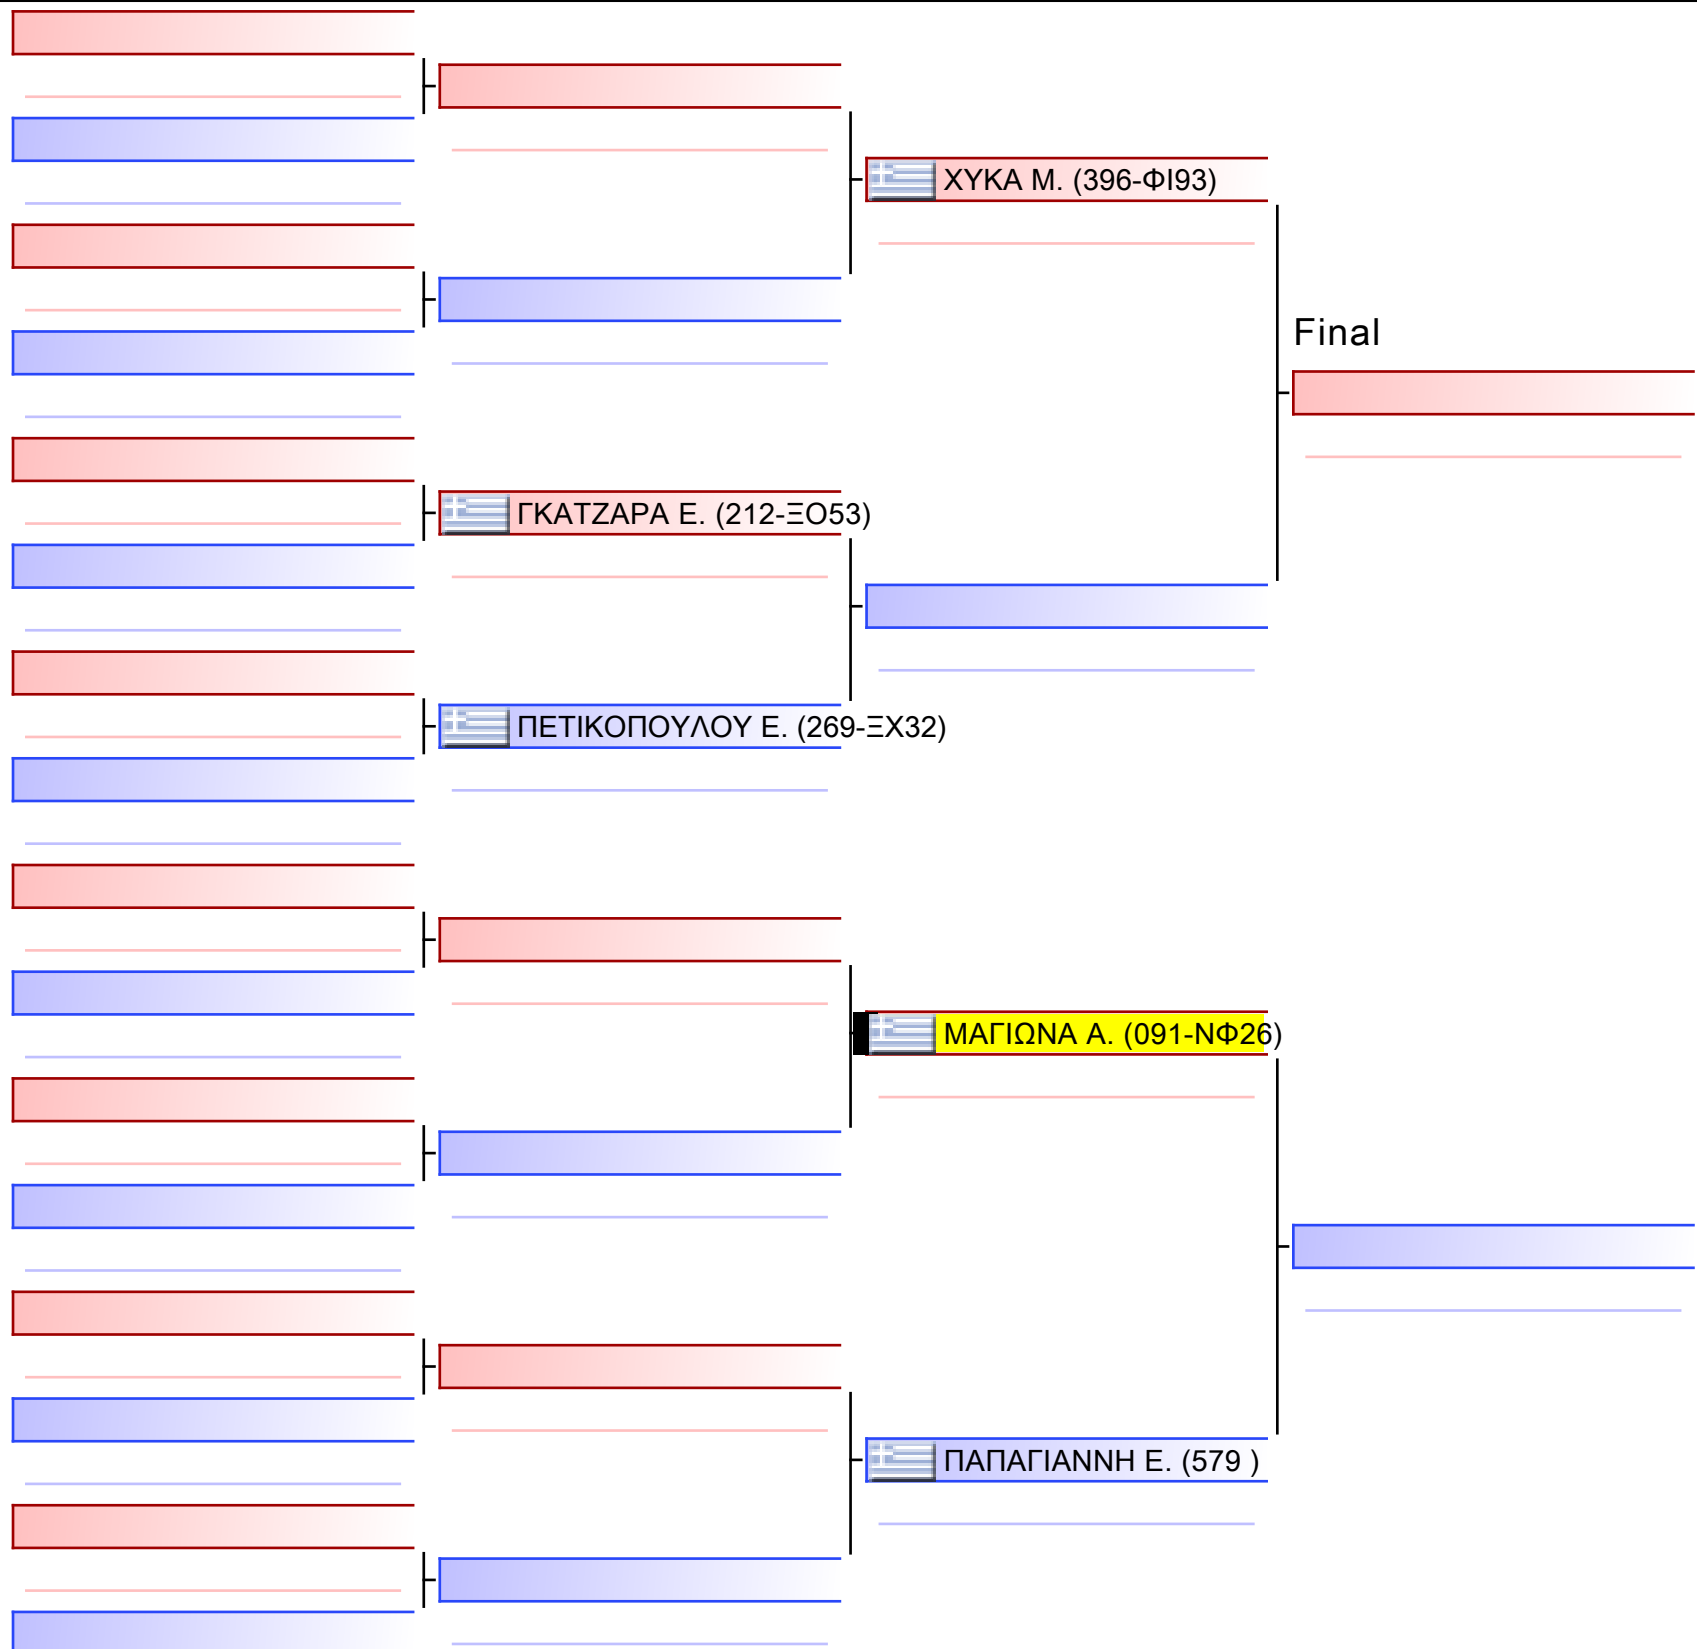 ΧΥΚΑ Μ. (396-ΦΙ93)
Final
ΓΚΑΤΖΑΡΑ Ε. (212-ΞΟ53)
ΠΕΤΙΚΟΠΟΥΛΟΥ Ε. (269-ΞΧ32)
ΜΑΓΙΩΝΑ Α. (091-ΝΦ26)
ΠΑΠΑΓΙΑΝΝΗ Ε. (579 )